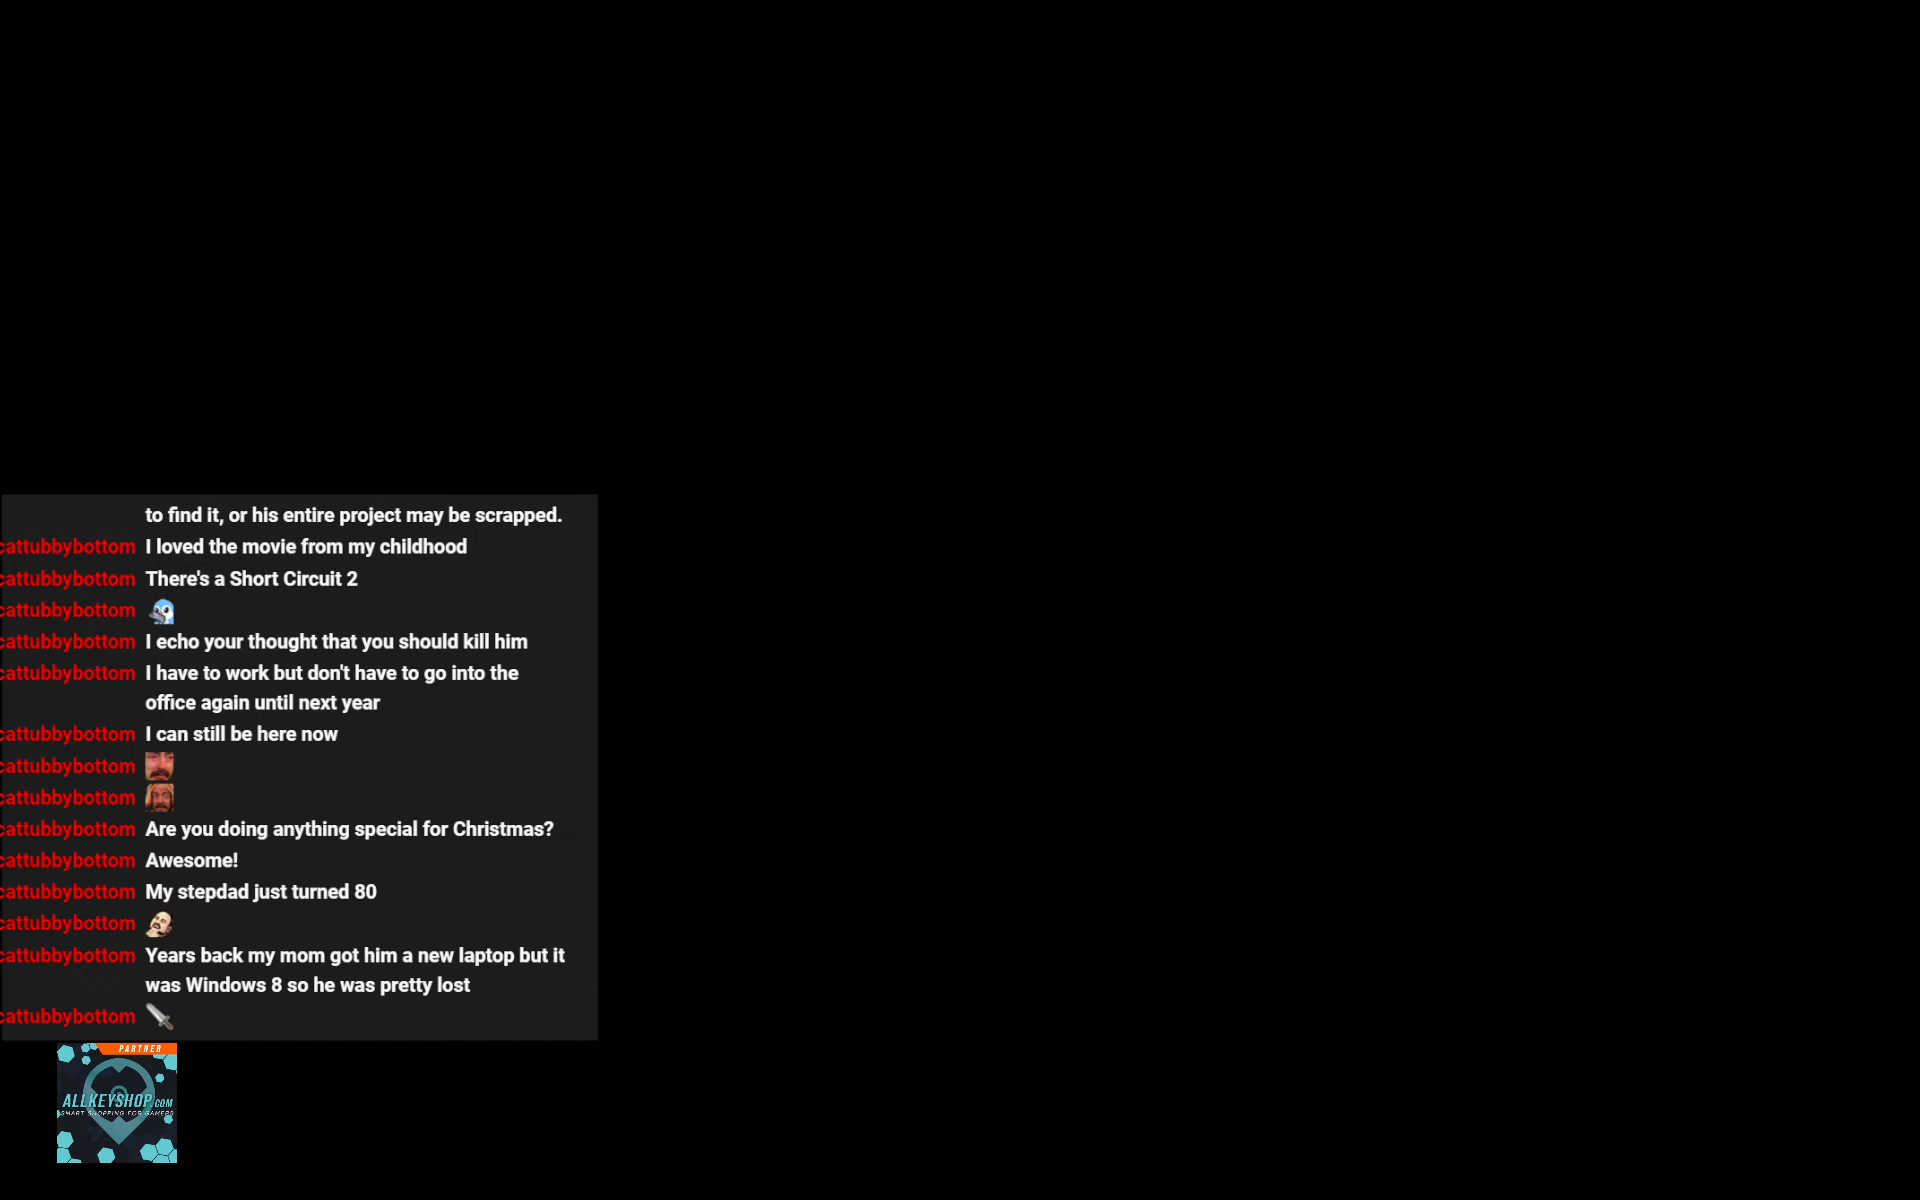 to find it, or his entire project may be scrapped.
cattubbybottom I loved the movie from my childhood
cattubbybottom There's a Short Circuit 2
cattubbybottom
cattubbybottom I echo your thought that you should kill him
cattubbybottom I have to work but don't have to go into the
office again until next year
cattubbybottom I can still be here now
cattubbybottom
cattubbybottom
cattubbybottom Are you doing anything special for Christmas?
cattubbybottom Awesome!
cattubbybottom My stepdad just turned 80
cattubbybottom
cattubbybottom Years back my mom got him a new laptop but it
was Windows 8 so he was pretty lost
cattubbybottom
PARTNER
ALLKEYSHOP.COM
SMART SHOPPING FOR GAMERS